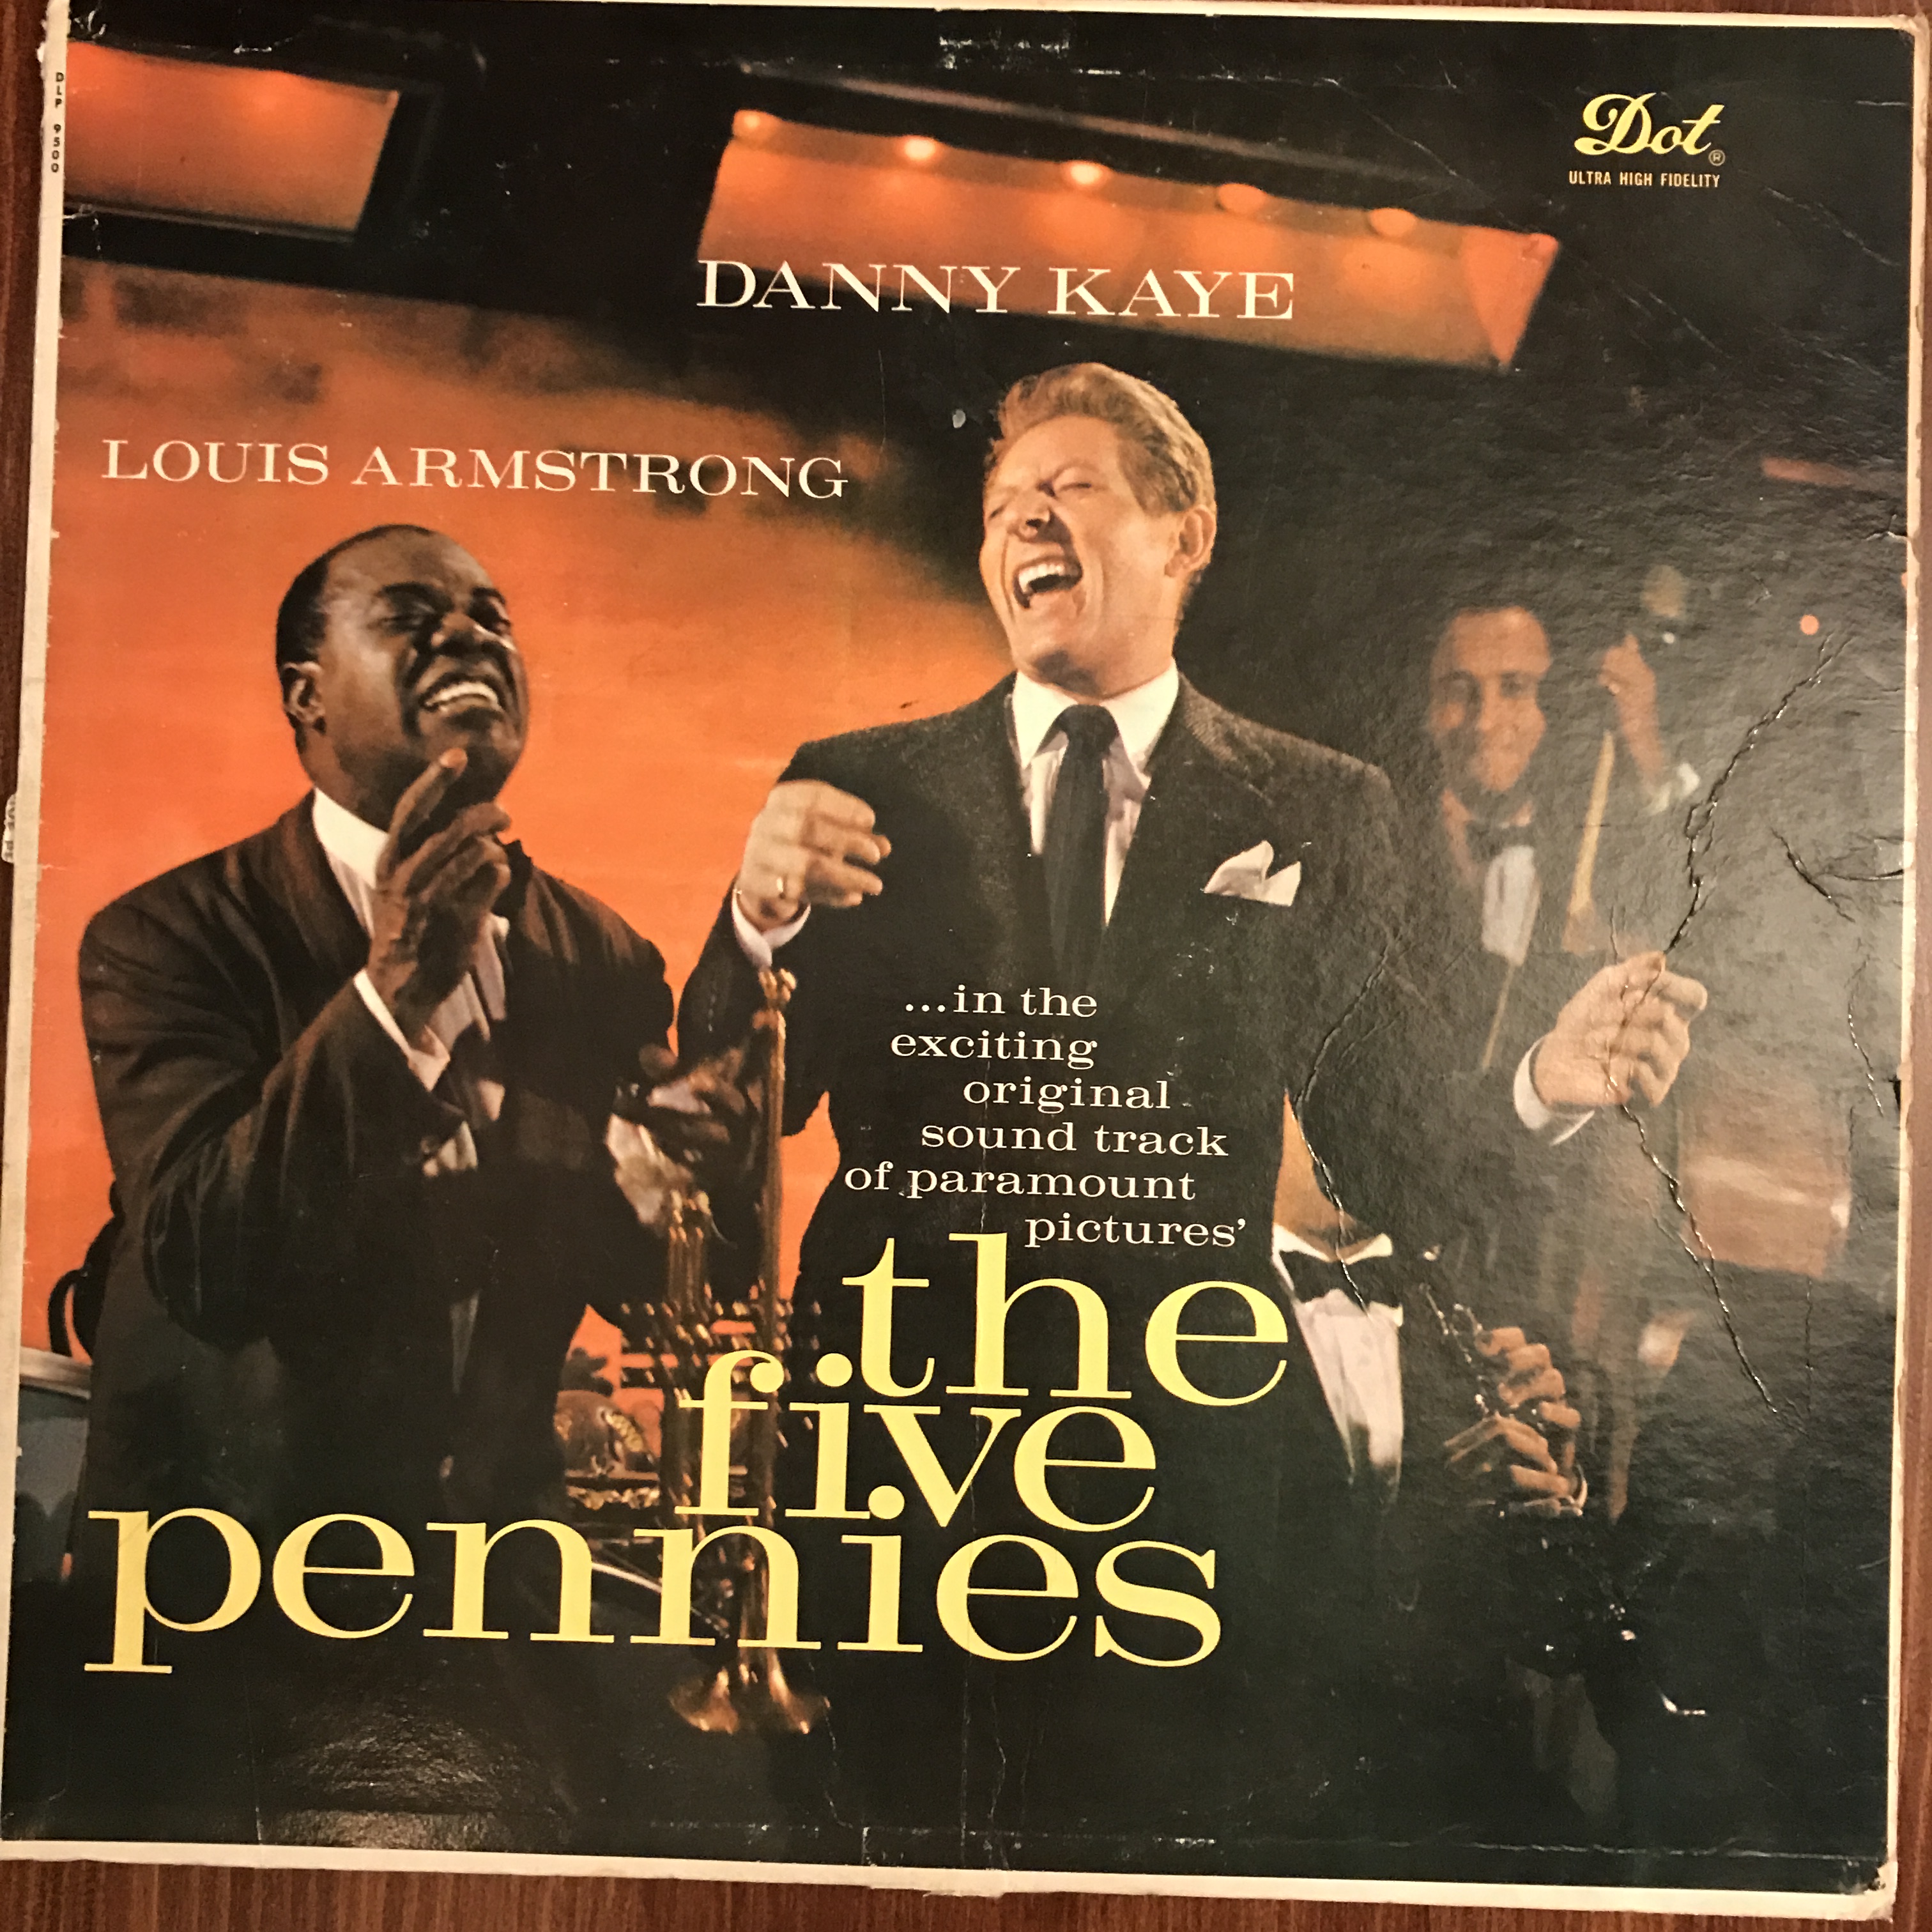 DLP 9500
Dot®
ULTRA HIGH FIDELITY
DANNY KAYE
LOUIS ARMSTRONG
...in the
exciting
original
sound track
of paramount
pictures’
the
five
pennies